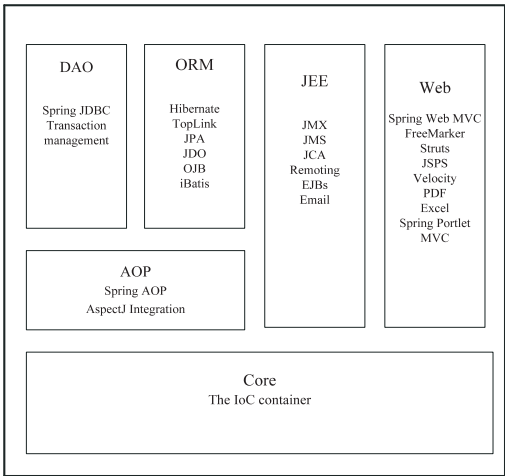 DAO
Spring JDBC
Transaction
management
ORM
Hibernate
TopLink
JPA
JDO
OJB
iBatis
JEE
JMX
JMS
JCA
Remoting
EJBs
Email
Web
Spring Web MVC
FreeMarker
Struts
JSPS
Velocity
PDF
Excel
Spring Portlet
MVC
AOP
Spring AOP
AspectJ Integration
Core
The IoC container